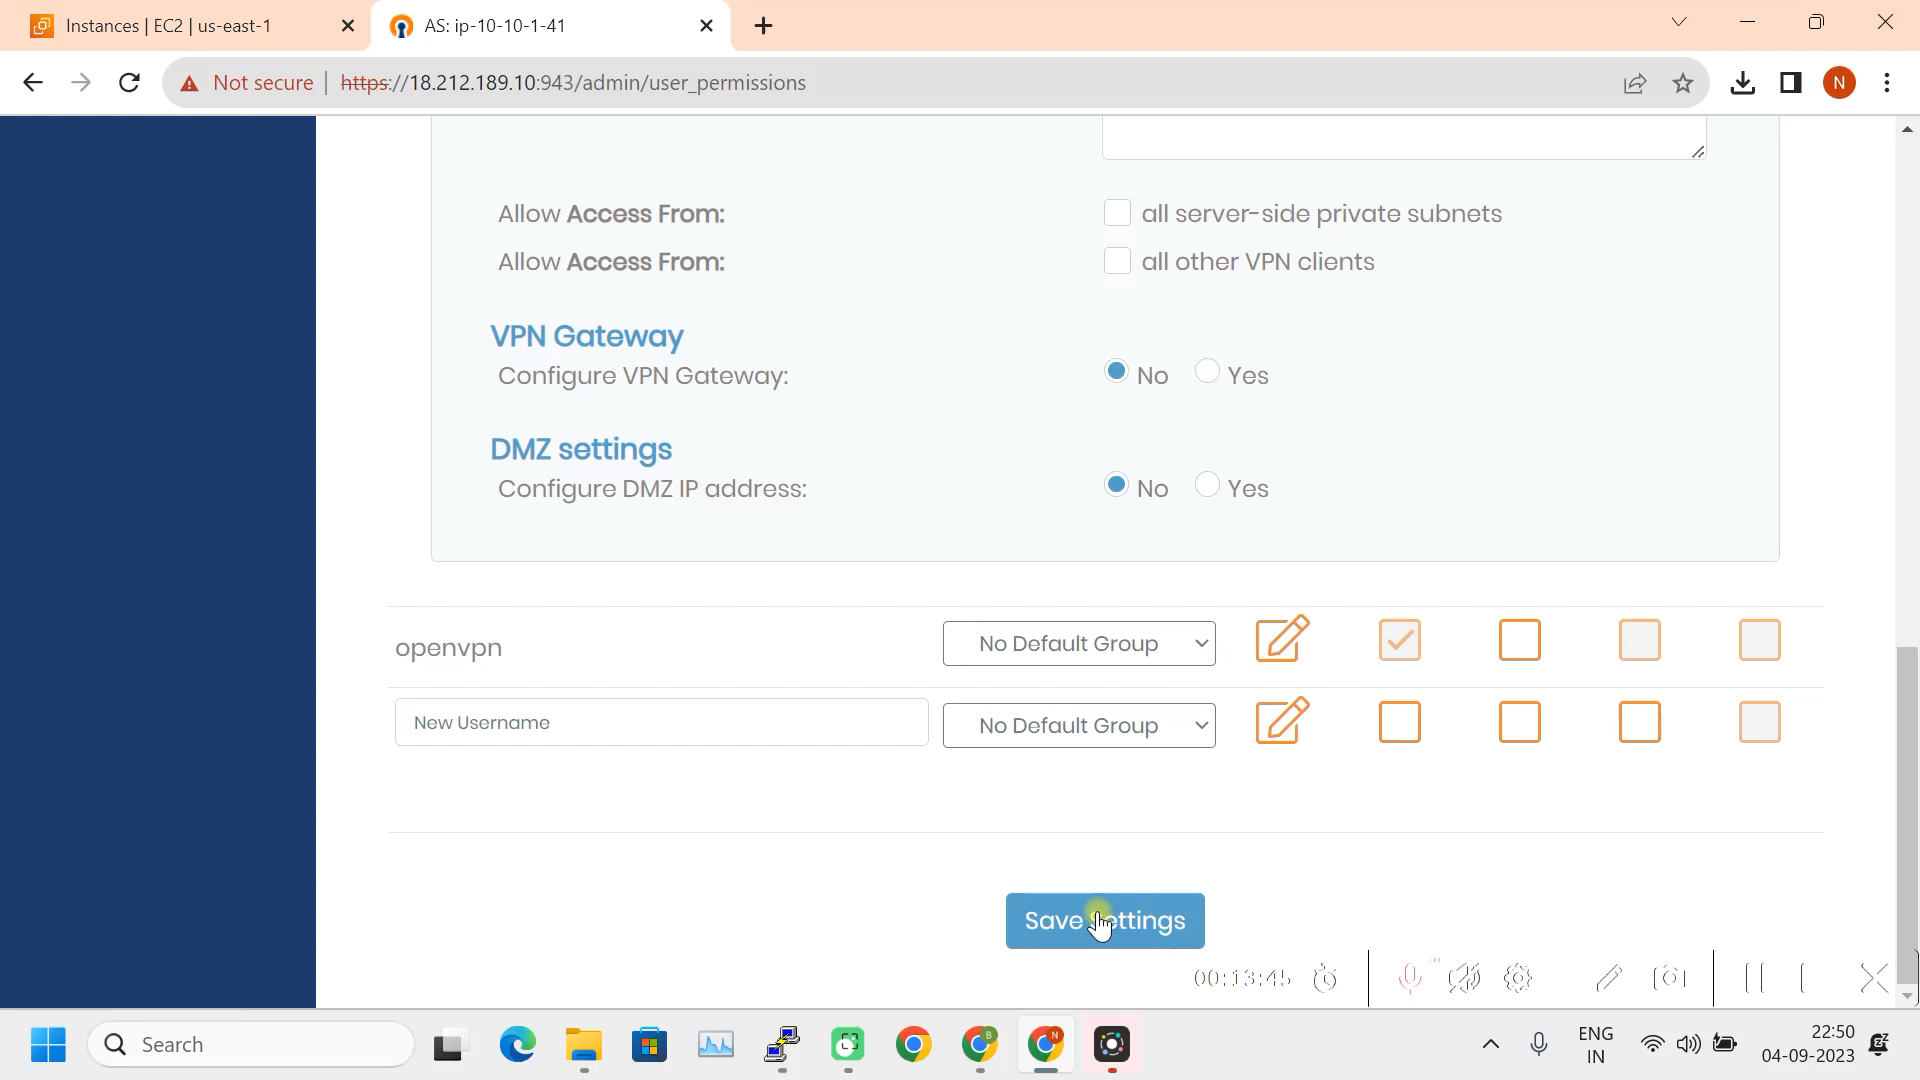 Instances | EC2 | us-east-1
AS: ip-10-10-1-41
Not secure
https://18.212.189.10:943/admin/user_permissions
N
Allow Access From:
all server-side private subnets
Allow Access From:
all other VPN clients
VPN Gateway
Configure VPN Gateway:
No
Yes
DMZ settings
Configure DMZ IP address:
No
Yes
openvpn
No Default Group
New Username
No Default Group
Save Settings
00:13:45
Search
B
N
ENG
IN
22:50
04-09-2023